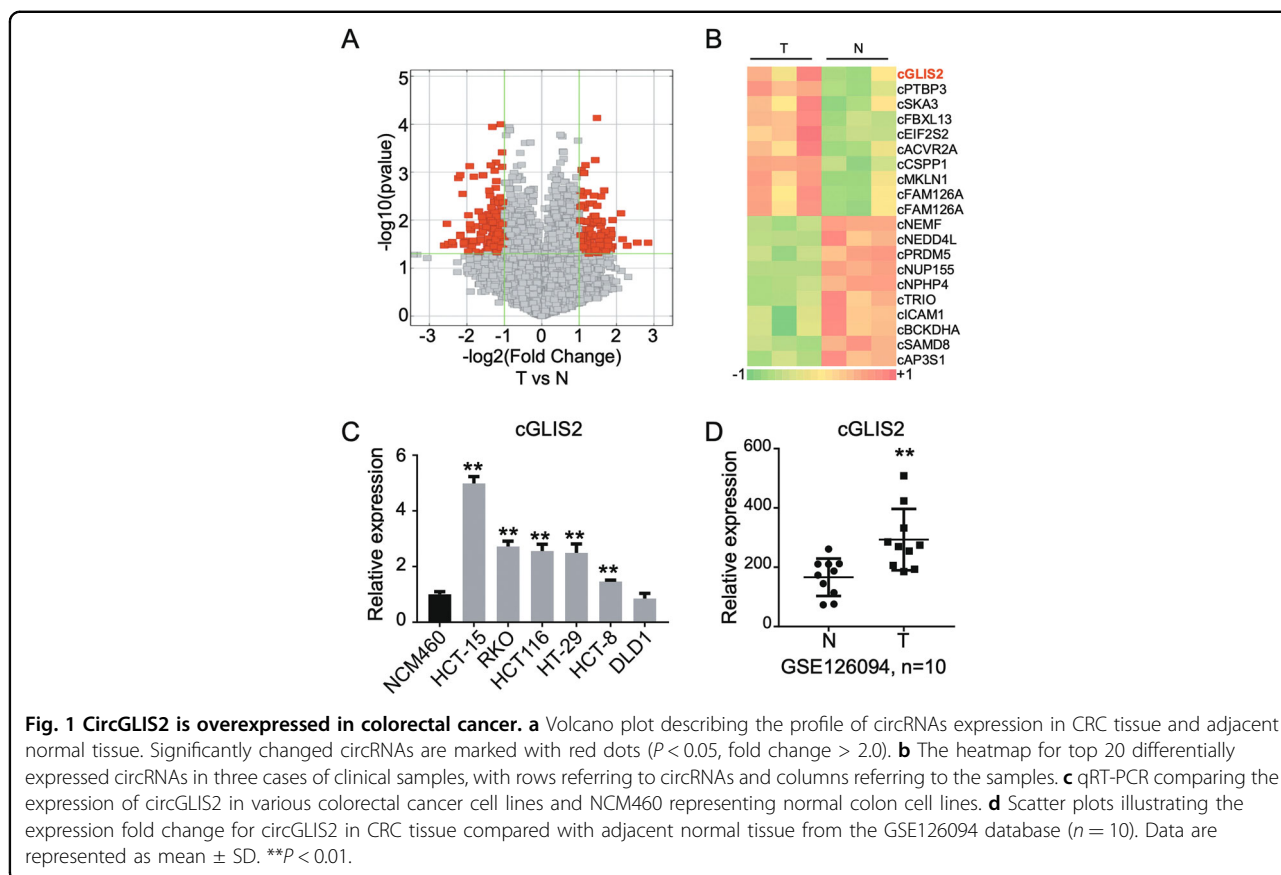 A
5
4
3
2
1
0
-log10(pvalue)
-3 -2 -1 0 1 2 3
-log2(Fold Change)
T vs N
B
T N
cGLIS2
cPTBP3
cSKA3
cFBXL13
cEIF2S2
cACVR2A
cCSPP1
cMKLN1
cFAM126A
cFAM126A
cNEMF
cNEDD4L
cPRDM5
cNUP155
cNPHP4
cTRIO
cICAM1
cBCKDHA
cSAMD8
cAP3S1
-1 +1
C
cGLIS2
6
4
2
0
Relative expression
** ** ** ** **
NCM460 HCT-15 RKO HCT116 HT-29 HCT-8 DLD1
D
cGLIS2
600
400
200
0
Relative expression
**
N T
GSE126094, n=10
Fig. 1 CircGLIS2 is overexpressed in colorectal cancer. a Volcano plot describing the profile of circRNAs expression in CRC tissue and adjacent
normal tissue. Significantly changed circRNAs are marked with red dots (P < 0.05, fold change > 2.0). b The heatmap for top 20 differentially
expressed circRNAs in three cases of clinical samples, with rows referring to circRNAs and columns referring to the samples. c qRT-PCR comparing the
expression of circGLIS2 in various colorectal cancer cell lines and NCM460 representing normal colon cell lines. d Scatter plots illustrating the
expression fold change for circGLIS2 in CRC tissue compared with adjacent normal tissue from the GSE126094 database (n = 10). Data are
represented as mean ± SD. **P < 0.01.